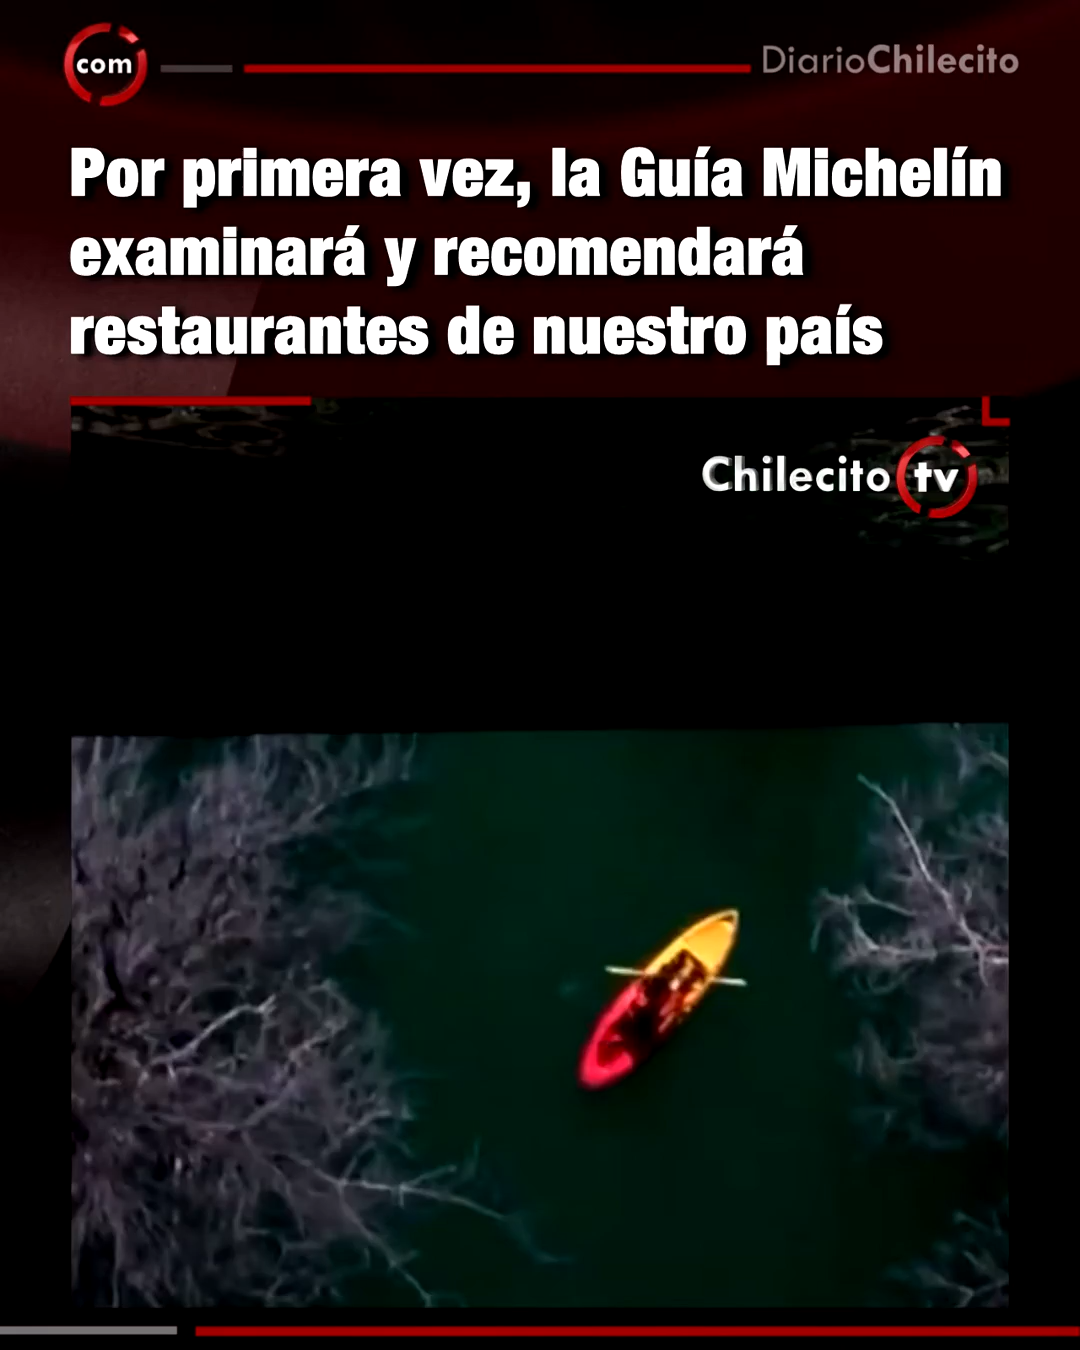 com
DiarioChilecito
Por primera vez, la Guía Michelín
examinará y recomendará
restaurantes de nuestro país
Chilecito tv